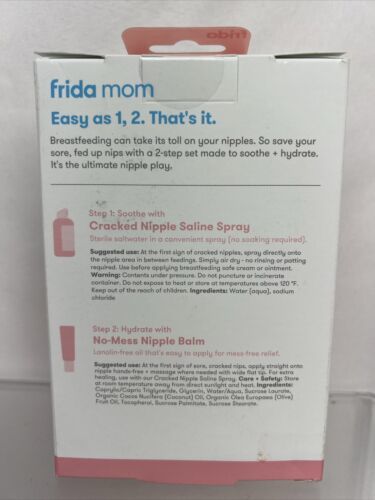 frida
frida mom
Easy as 1, 2. That's it.
Breastfeeding can take its toll on your nipples. So save your
sore, fed up nips with a 2-step set made to soothe + hydrate.
It's the ultimate nipple play.
Step 1: Soothe with
Cracked Nipple Saline Spray
Sterile saltwater in a convenient spray (no soaking required).
Suggested use: At the first sign of cracked nipples, spray directly onto
the nipple area in between feedings. Simply air dry - no rinsing or patting
required. Use before applying breastfeeding safe cream or ointment.
Warning: Contents under pressure. Do not puncture or incinerate
container. Do not expose to heat or store at temperatures above 120 °F.
Keep out of the reach of children. Ingredients: Water (aqua), sodium
chloride
Step 2: Hydrate with
No-Mess Nipple Balm
Lanolin-free oil that's easy to apply for mess-free relief.
Suggested use: At the first sign of sore, cracked nips, apply straight onto
nipple hands-free + massage where needed with wide flat tip. For extra
healing, use with our Cracked Nipple Saline Spray. Care + Safety: Store
at room temperature away from direct sunlight and heat. Ingredients:
Caprylic/Capric Triglyceride, Glycerin, Water/Aqua, Sucrose Laurate,
Organic Cocos Nucifera (Coconut) Oil, Organic Olea Europaea (Olive)
Fruit Oil, Tocopherol, Sucrose Palmitate, Sucrose Stearate.